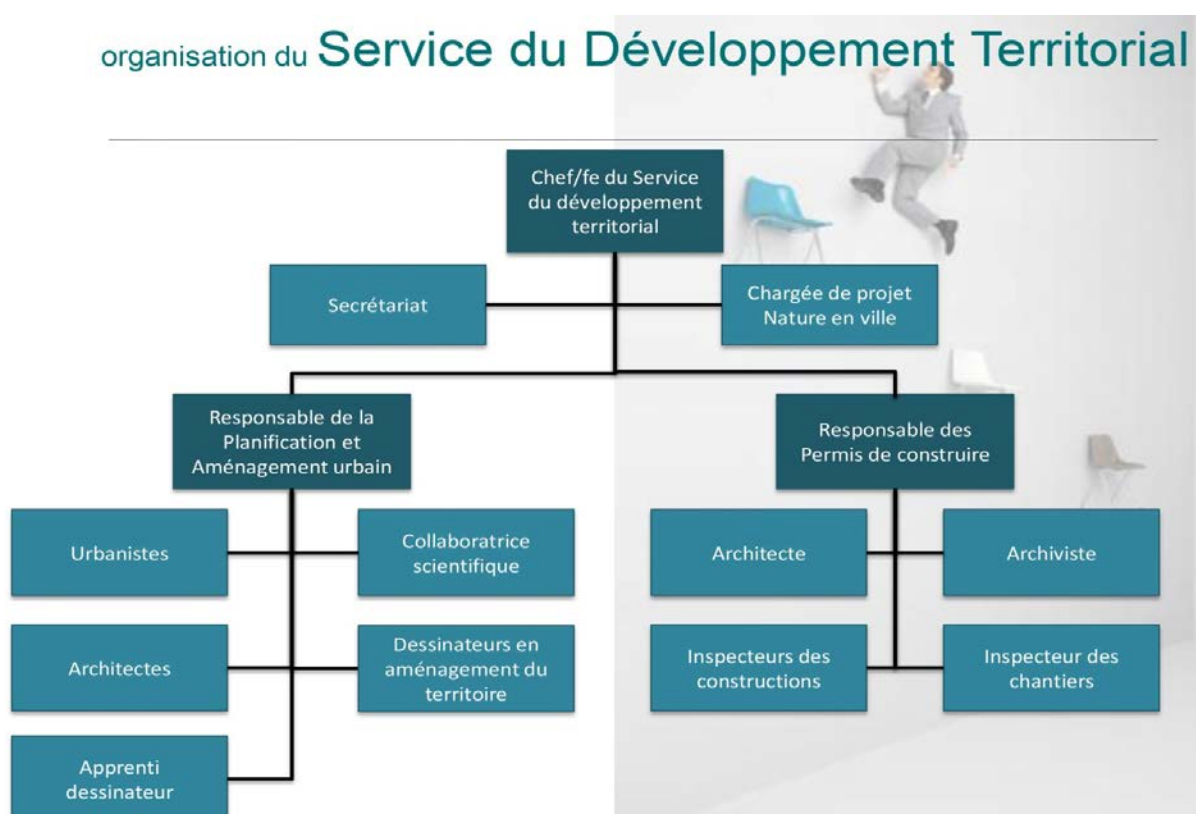 organisation du Service du Développement Territorial
Chef/fe du Service
du développement
territorial
Secrétariat
Chargée de projet
Nature en ville
Responsable de la
Planification et
Aménagement urbain
Responsable des
Permis de construire
Urbanistes
Collaboratrice
scientifique
Architecte
Archiviste
Architectes
Dessinateurs en
aménagement du
territoire
Inspecteurs des
constructions
Inspecteur des
chantiers
Apprenti
dessinateur